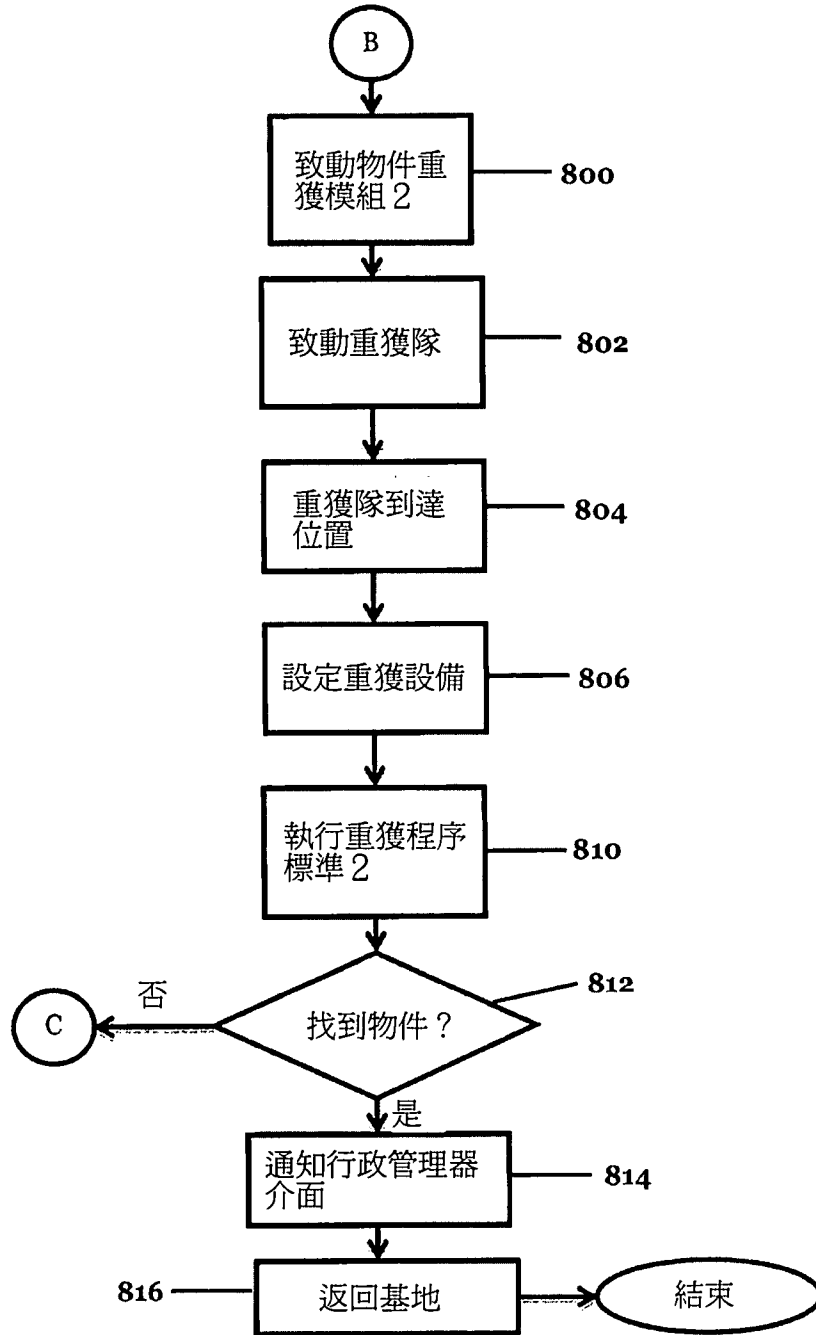 B
致動物件重
獲模組２
800
致動重獲隊
802
重獲隊到達
位置
804
設定重獲設備
806
執行重獲程序
標準２
810
812
否
C
找到物件？
是
通知行政管理器
介面
814
816
返回基地
結束